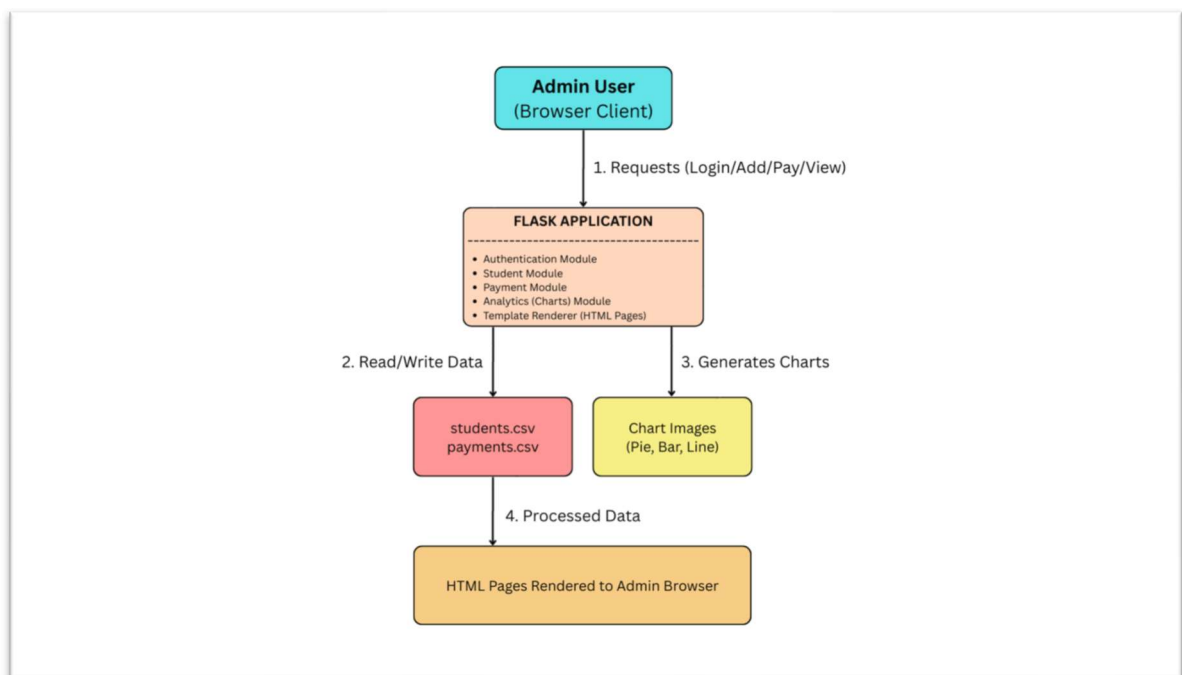 Admin User
(Browser Client)
1. Requests (Login/Add/Pay/View)
FLASK APPLICATION
• Authentication Module
• Student Module
• Payment Module
• Analytics (Charts) Module
• Template Renderer (HTML Pages)
2. Read/Write Data
3. Generates Charts
students.csv
payments.csv
Chart Images
(Pie, Bar, Line)
4. Processed Data
HTML Pages Rendered to Admin Browser